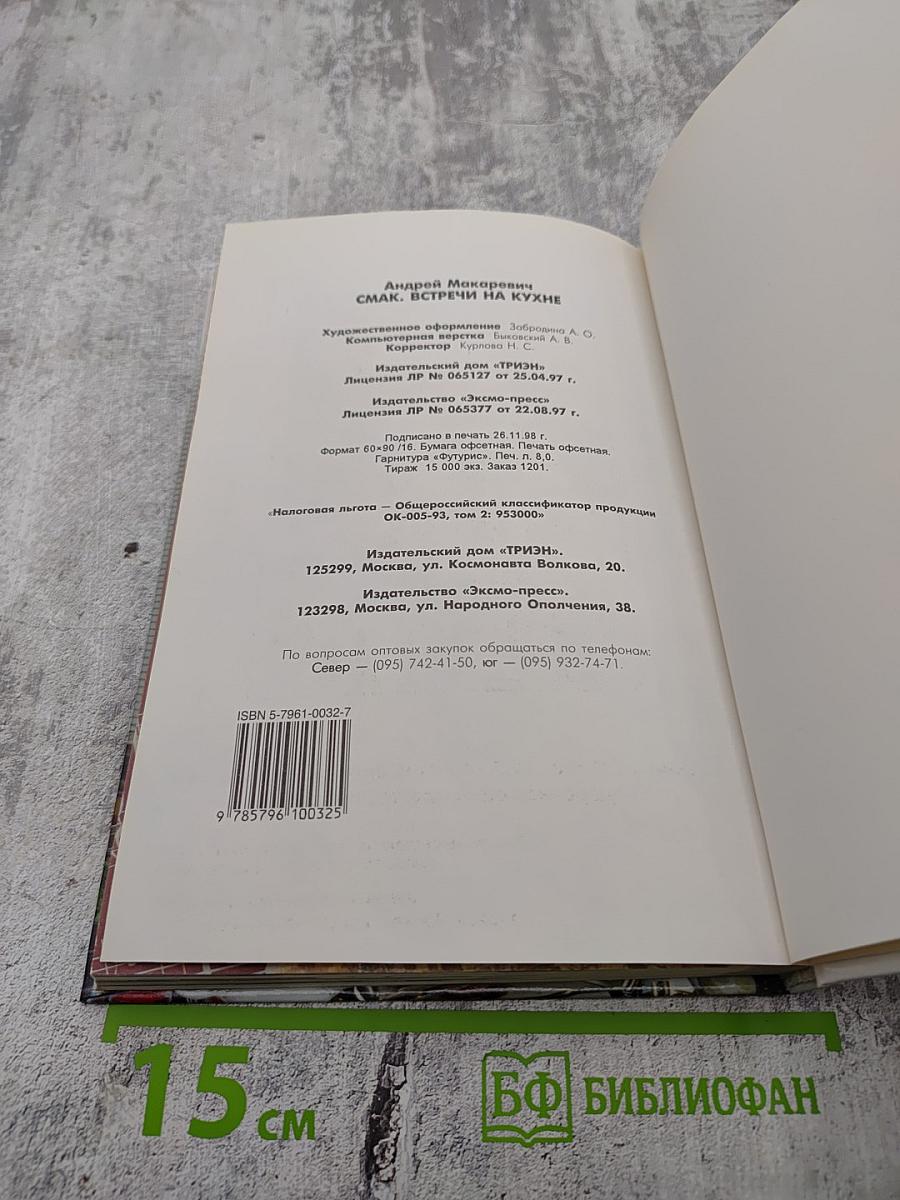 Андрей Макаревич
СМАК. ВСТРЕЧИ НА КУХНЕ
Художественное оформление Забродина А. О.
Компьютерная верстка Быковский А. В.
Корректор Курлова Н. С.
Издательский дом «ТРИЭН»
Лицензия ЛР № 065127 от 25.04.97 г.
Издательство «Эксмо-пресс»
Лицензия ЛР № 065377 от 22.08.97 г.
Подписано в печать 26.11.98 г.
Формат 60×90 /16. Бумага офсетная. Печать офсетная.
Гарнитура «Футурис». Печ. л. 8,0.
Тираж 15 000 экз. Заказ 1201.
«Налоговая льгота — Общероссийский классификатор продукции
ОК-005-93, том 2: 953000»
Издательский дом «ТРИЭН».
125299, Москва, ул. Космонавта Волкова, 20.
Издательство «Эксмо-пресс».
123298, Москва, ул. Народного Ополчения, 38.
По вопросам оптовых закупок обращаться по телефонам:
Север — (095) 742-41-50, юг — (095) 932-74-71.
ISBN 5-7961-0032-7
9 785796 100325
15 см
БФ БИБЛИОФАН